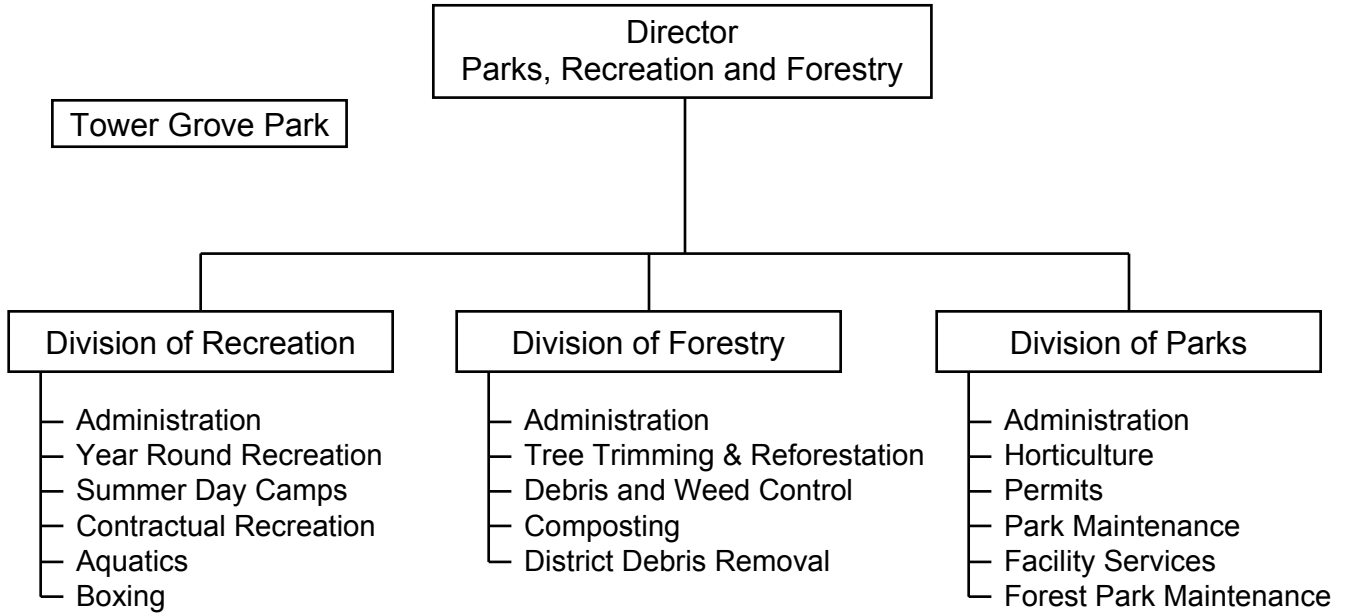 Director
Parks, Recreation and Forestry
Tower Grove Park
Division of Recreation
Administration
Year Round Recreation
Summer Day Camps
Contractual Recreation
Aquatics
Boxing
Division of Forestry
Administration
Tree Trimming & Reforestation
Debris and Weed Control
Composting
District Debris Removal
Division of Parks
Administration
Horticulture
Permits
Park Maintenance
Facility Services
Forest Park Maintenance